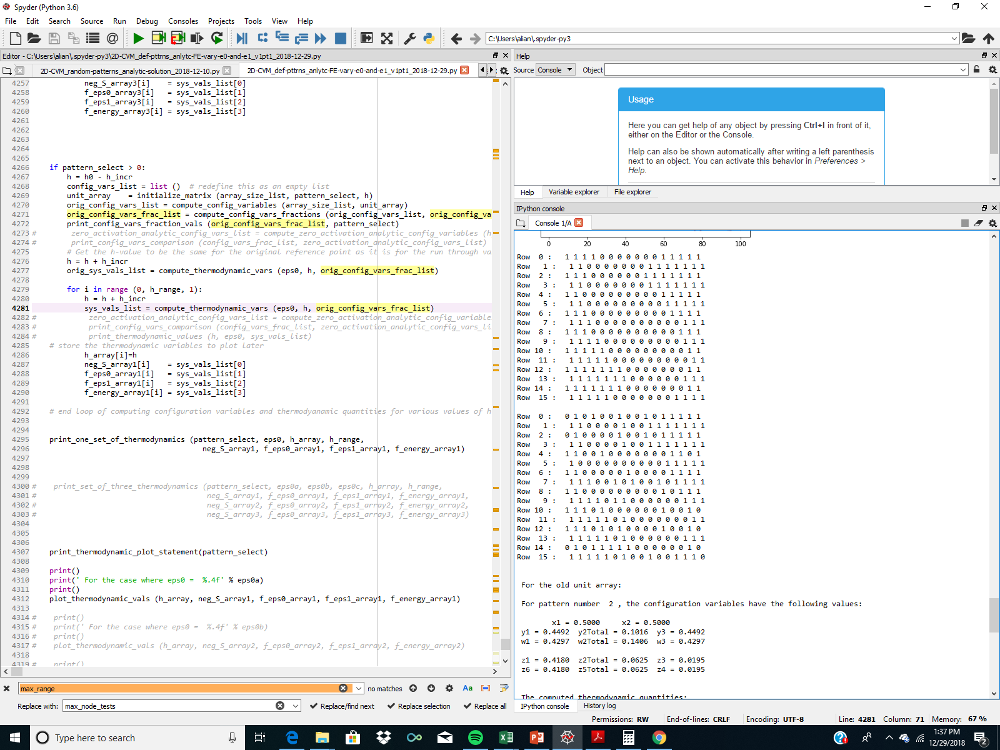 Spyder (Python 3.6)
File Edit Search Source Run Debug Consoles Projects Tools View Help
C:\Users\alian\.spyder-py3
Editor - C:\Users\alian\.spyder-py3\2D-CVM_def-pttrns_anlytc-FE-vary-e0-and-e1_v1pt1_2018-12-29.py
2D-CVM_random-patterns_analytic-solution_2018-12-10.py 2D-CVM_def-pttrns_anlytc-FE-vary-e0-and-e1_v1pt1_2018-12-29.py
4257 neg_S_array3[i] = sys_vals_list[0]
4258 f_eps0_array3[i] = sys_vals_list[1]
4259 f_eps1_array3[i] = sys_vals_list[2]
4260 f_energy_array3[i] = sys_vals_list[3]
4261
4262
4263
4264
4265
4266 if pattern_select > 0:
4267 h = h0 - h_incr
4268 config_vars_list = list () # redefine this as an empty list
4269 unit_array = initialize_matrix (array_size_list, pattern_select, h)
4270 orig_config_vars_list = compute_config_variables (array_size_list, unit_array)
4271 orig_config_vars_frac_list = compute_config_vars_fractions (orig_config_vars_list, orig_config_va
4272 print_config_vars_fraction_vals (orig_config_vars_frac_list, pattern_select)
4273 # zero_activation_analytic_config_vars_list = compute_zero_activation_analytic_config_variables (h
4274 # print_config_vars_comparison (config_vars_frac_list, zero_activation_analytic_config_vars_list)
4275 # Get the h-value to be the same for the original reference point as it is for the run through va
4276 h = h + h_incr
4277 orig_sys_vals_list = compute_thermodynamic_vars (eps0, h, orig_config_vars_frac_list)
4278
4279 for i in range (0, h_range, 1):
4280 h = h + h_incr
4281 sys_vals_list = compute_thermodynamic_vars (eps0, h, orig_config_vars_frac_list)
4282 # zero_activation_analytic_config_vars_list = compute_zero_activation_analytic_config_variable
4283 # print_config_vars_comparison (config_vars_frac_list, zero_activation_analytic_config_vars_li
4284 # print_thermodynamic_values (h, eps0, sys_vals_list)
4285 # store the thermodynamic variables to plot later
4286 h_array[i]=h
4287 neg_S_array1[i] = sys_vals_list[0]
4288 f_eps0_array1[i] = sys_vals_list[1]
4289 f_eps1_array1[i] = sys_vals_list[2]
4290 f_energy_array1[i] = sys_vals_list[3]
4291
4292 # end loop of computing configuration variables and thermodyanamic quantities for various values of h
4293
4294
4295 print_one_set_of_thermodynamics (pattern_select, eps0, h_array, h_range,
4296 neg_S_array1, f_eps0_array1, f_eps1_array1, f_energy_array1)
4297
4298
4299
4300 # print_set_of_three_thermodynamics (pattern_select, eps0a, eps0b, eps0c, h_array, h_range,
4301 # neg_S_array1, f_eps0_array1, f_eps1_array1, f_energy_array1,
4302 # neg_S_array2, f_eps0_array2, f_eps1_array2, f_energy_array2,
4303 # neg_S_array3, f_eps0_array3, f_eps1_array3, f_energy_array3)
4304
4305
4306
4307 print_thermodynamic_plot_statement(pattern_select)
4308
4309 print()
4310 print(' For the case where eps0 = %.4f' % eps0a)
4311 print()
4312 plot_thermodynamic_vals (h_array, neg_S_array1, f_eps0_array1, f_eps1_array1, f_energy_array1)
4313
4314 # print()
4315 # print(' For the case where eps0 = %.4f' % eps0b)
4316 # print()
4317 # plot_thermodynamic_vals (h_array, neg_S_array2, f_eps0_array2, f_eps1_array2, f_energy_array2)
4318
4319 # print()
max_range no matches Aa
Replace with: max_node_tests Replace/find next Replace selection Replace all
Help
Source Console Object
Usage
Here you can get help of any object by pressing Ctrl+I in front of it,
either on the Editor or the Console.
Help can also be shown automatically after writing a left parenthesis
next to an object. You can activate this behavior in Preferences >
Help.
Help Variable explorer File explorer
IPython console
Console 1/A
0 20 40 60 80 100
Row 0 : 1 1 1 1 0 0 0 0 0 0 0 1 1 1 1 1
Row 1 : 1 1 0 0 0 0 0 0 0 1 1 1 1 1 1 1
Row 2 : 1 1 1 0 0 0 0 0 0 1 1 1 1 1 1 1
Row 3 : 1 1 1 0 0 0 0 0 0 1 1 1 1 1 1 1
Row 4 : 1 1 0 0 0 0 0 0 0 0 0 1 1 1 1 1
Row 5 : 1 1 0 0 0 0 0 0 0 0 0 1 1 1 1 1
Row 6 : 1 1 1 0 0 0 0 0 0 0 0 0 1 1 1 1
Row 7 : 1 1 1 0 0 0 0 0 0 0 0 0 0 1 1 1
Row 8 : 1 1 1 0 0 0 0 0 0 0 0 0 0 1 1 1
Row 9 : 1 1 1 1 0 0 0 0 0 0 0 0 0 1 1 1
Row 10 : 1 1 1 1 0 0 0 0 0 0 0 0 0 0 1 1
Row 11 : 1 1 1 1 1 0 0 0 0 0 0 0 0 0 1 1
Row 12 : 1 1 1 1 1 1 1 0 0 0 0 0 0 0 1 1
Row 13 : 1 1 1 1 1 1 1 0 0 0 0 0 0 1 1 1
Row 14 : 1 1 1 1 1 1 1 0 0 0 0 0 0 0 1 1
Row 15 : 1 1 1 1 1 0 0 0 0 0 0 0 1 1 1 1
Row 0 : 0 1 0 1 0 0 1 0 0 1 0 1 1 1 1 1
Row 1 : 1 1 0 0 0 0 1 0 0 1 1 1 1 1 1 1
Row 2 : 0 1 0 0 0 0 1 0 0 1 0 1 1 1 1 1
Row 3 : 1 1 0 0 0 0 1 0 0 1 1 1 1 1 1 1
Row 4 : 1 1 0 0 1 0 0 0 0 0 0 0 1 1 0 1
Row 5 : 1 0 0 0 0 0 0 0 0 0 0 1 1 1 1 1
Row 6 : 1 1 0 0 0 0 0 1 0 0 0 0 1 1 1 1
Row 7 : 1 1 1 0 0 1 0 1 0 0 1 0 1 1 1 1
Row 8 : 1 1 0 0 0 0 0 0 0 0 0 1 0 1 1 1
Row 9 : 1 1 1 1 0 1 1 0 0 0 0 0 0 1 1 1
Row 10 : 1 1 1 0 1 0 0 0 0 0 0 1 0 0 1 0
Row 11 : 1 1 1 1 1 0 1 0 0 0 0 0 0 0 1 1
Row 12 : 1 1 1 0 1 0 1 0 0 0 0 1 0 0 1 0
Row 13 : 1 1 1 1 1 0 1 0 0 0 0 0 0 1 1 1
Row 14 : 0 1 0 1 1 1 1 1 0 0 0 0 0 0 1 0
Row 15 : 1 1 1 1 1 0 1 0 0 1 0 0 1 1 1 0
For the old unit array:
For pattern number 2 , the configuration variables have the following values:
x1 = 0.5000 x2 = 0.5000
y1 = 0.4492 y2Total = 0.1016 y3 = 0.4492
w1 = 0.4297 w2Total = 0.1406 w3 = 0.4297
z1 = 0.4180 z2Total = 0.0625 z3 = 0.0195
z6 = 0.4180 z5Total = 0.0625 z4 = 0.0195
The computed thermodynamic quantities:
IPython console History log
Permissions: RW End-of-lines: CRLF Encoding: UTF-8 Line: 4281 Column: 71 Memory: 67 %
Type here to search
1:37 PM
12/29/2018
2